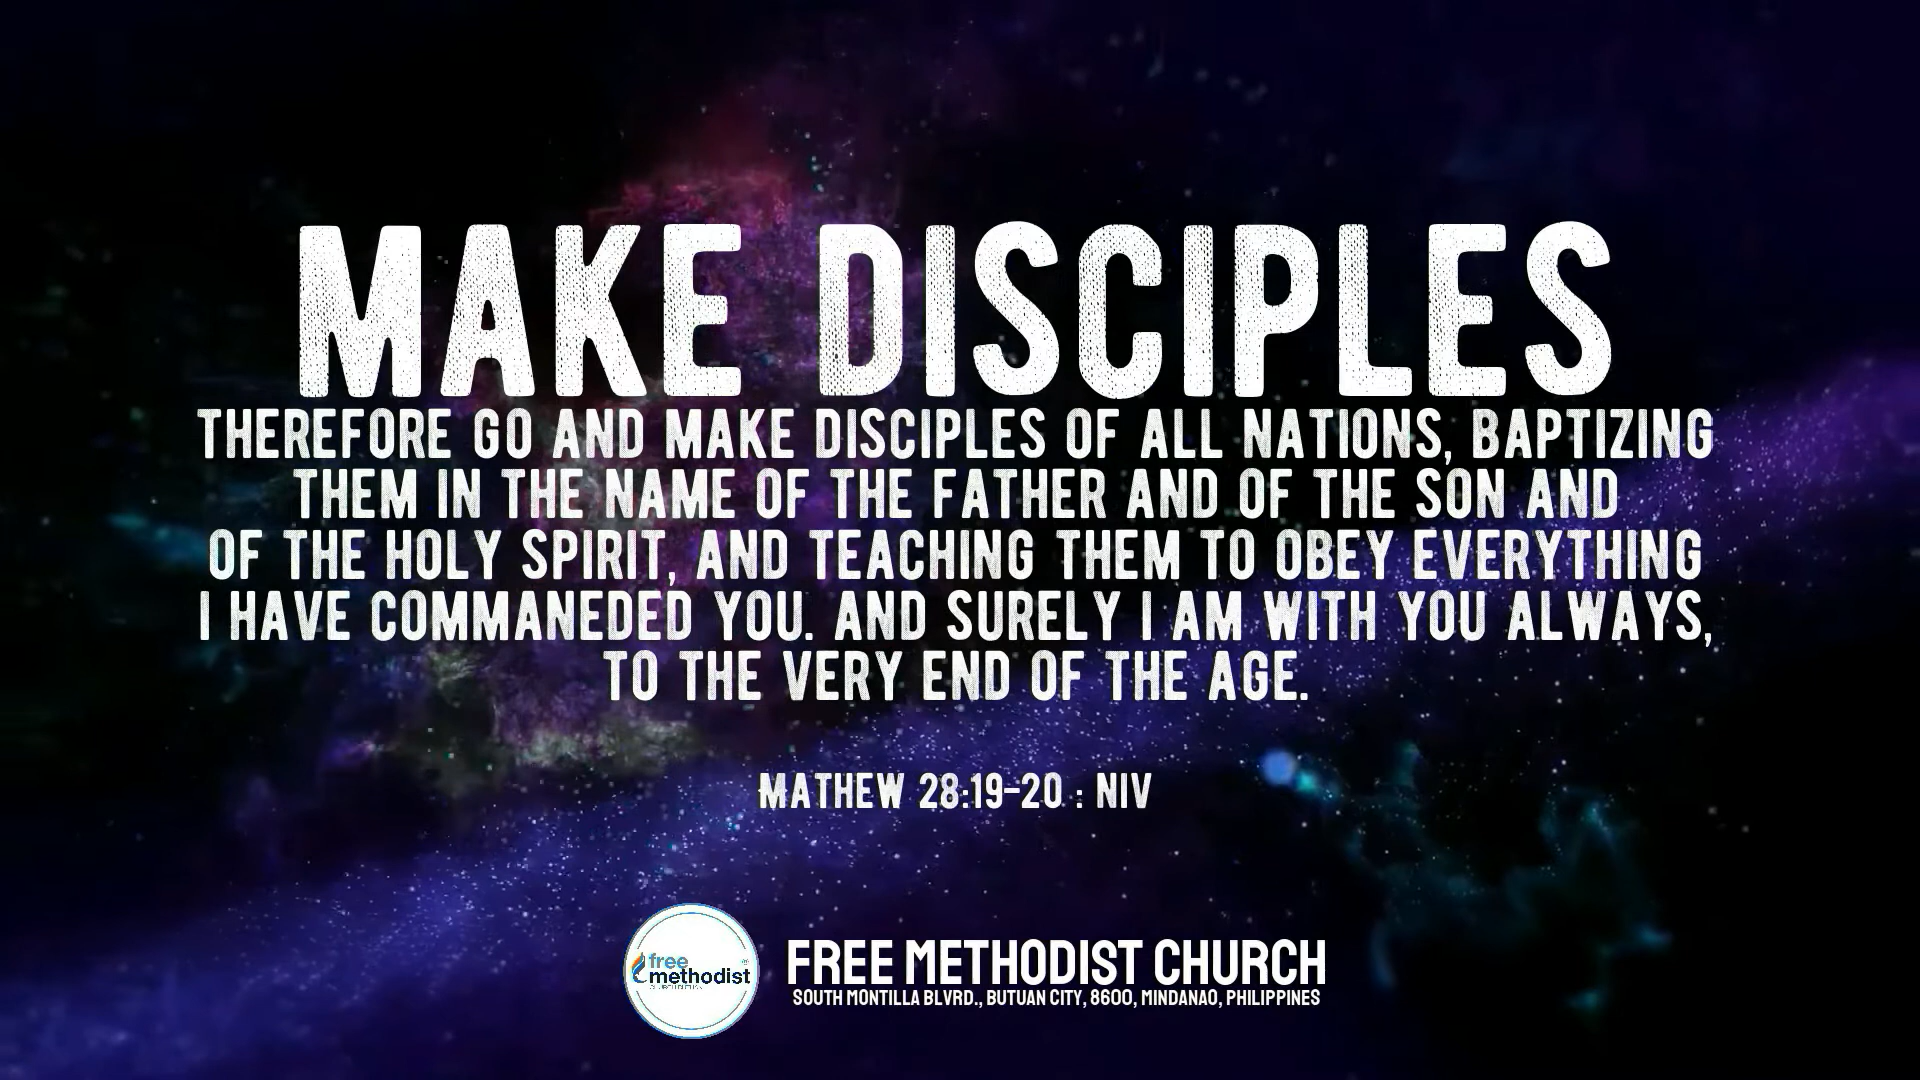 MAKE DISCIPLES
THEREFORE GO AND MAKE DISCIPLES OF ALL NATIONS, BAPTIZING
THEM IN THE NAME OF THE FATHER AND OF THE SON AND
OF THE HOLY SPIRIT, AND TEACHING THEM TO OBEY EVERYTHING
I HAVE COMMANEDED YOU. AND SURELY I AM WITH YOU ALWAYS,
TO THE VERY END OF THE AGE.
MATHEW 28:19-20 : NIV
free
methodist
FREE METHODIST CHURCH
SOUTH MONTILLA BLVRD., BUTUAN CITY, 8600, MINDANAO, PHILIPPINES